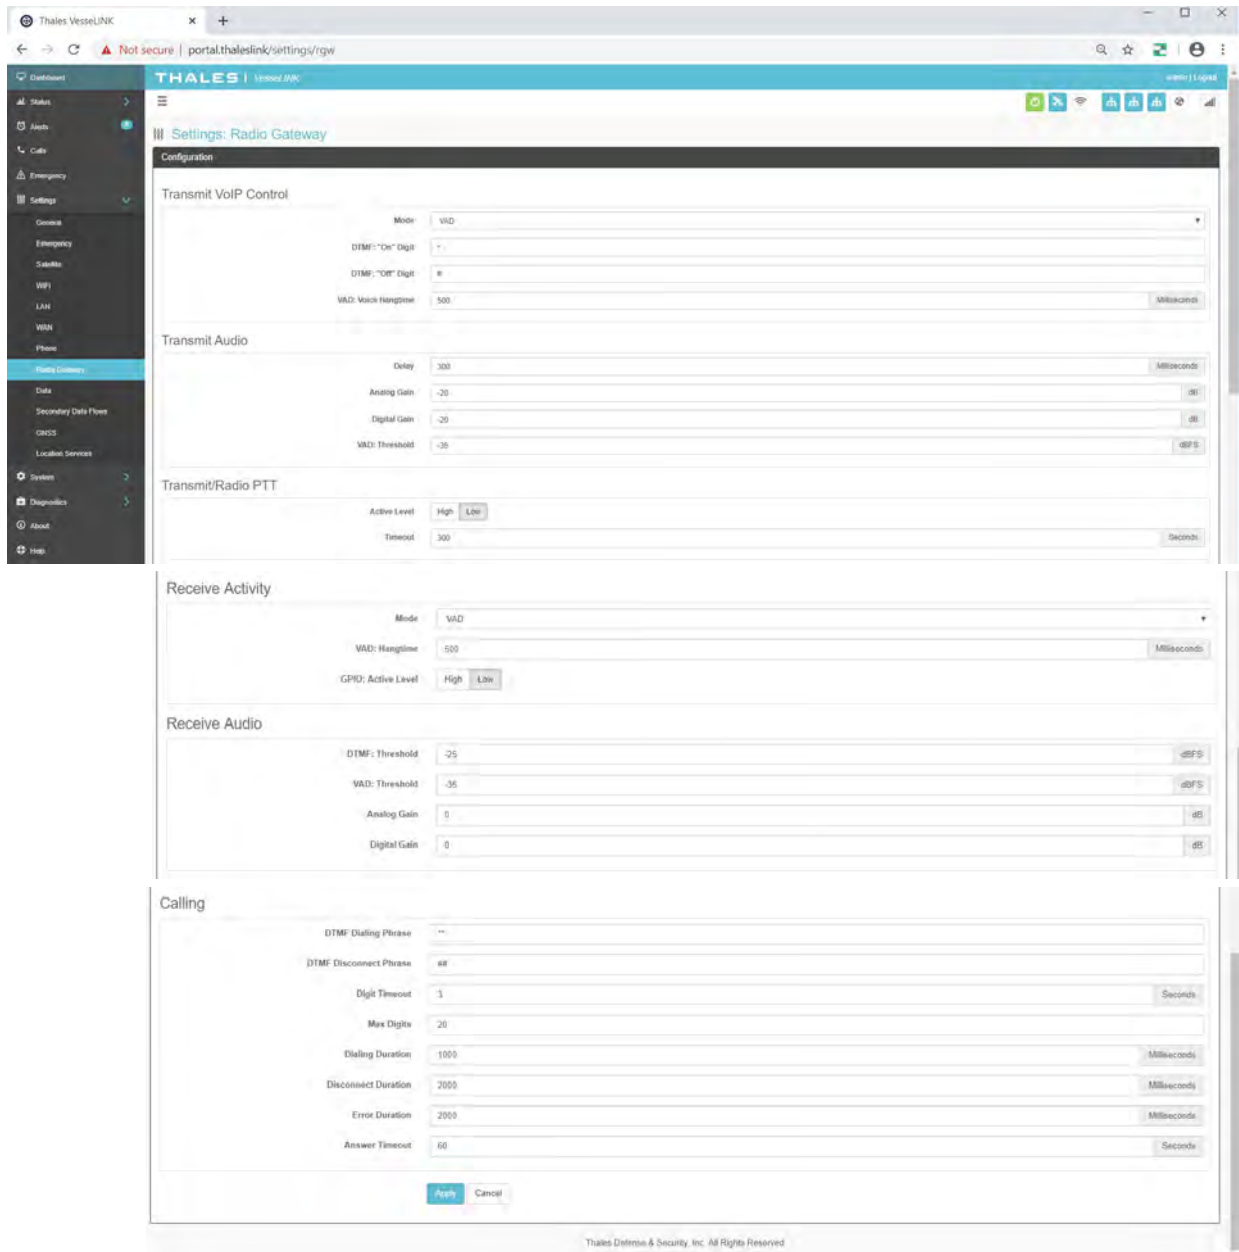 Thales VesseLINK
Not secure | portal.thaleslink/settings/rgw
Dashboard
THALES | VesseLINK
admin | Logout
Status
Alerts
Calls
Emergency
Settings
General
Emergency
Satellite
WiFi
LAN
WAN
Phone
Radio Gateway
Data
Secondary Data Flows
GNSS
Location Services
System
Diagnostics
About
Help
Settings: Radio Gateway
Configuration
Transmit VoIP Control
Mode VAD
DTMF: "On" Digit *
DTMF: "Off" Digit #
VAD: Voice Hangtime 500 Milliseconds
Transmit Audio
Delay 300 Milliseconds
Analog Gain -20 dB
Digital Gain -20 dB
VAD: Threshold -35 dBFS
Transmit/Radio PTT
Active Level High Low
Timeout 300 Seconds
Receive Activity
Mode VAD
VAD: Hangtime 500 Milliseconds
GPIO: Active Level High Low
Receive Audio
DTMF: Threshold -25 dBFS
VAD: Threshold -35 dBFS
Analog Gain 0 dB
Digital Gain 0 dB
Calling
DTMF Dialing Phrase **
DTMF Disconnect Phrase ##
Digit Timeout 3 Seconds
Max Digits 20
Dialing Duration 1000 Milliseconds
Disconnect Duration 2000 Milliseconds
Error Duration 2000 Milliseconds
Answer Timeout 60 Seconds
Apply Cancel
Thales Defense & Security, Inc. All Rights Reserved